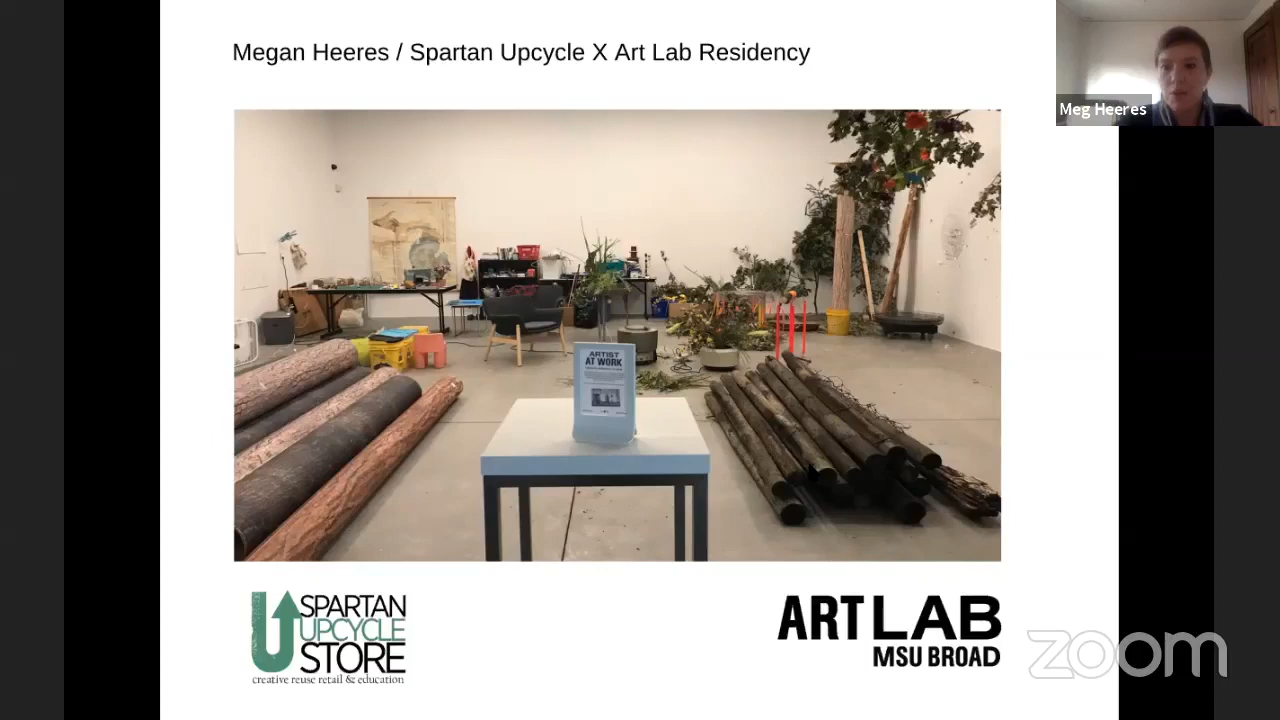 Megan Heeres / Spartan Upcycle X Art Lab Residency
Meg Heeres
ARTIST
AT WORK
SPARTAN
UPCYCLE
STORE
creative reuse retail & education
ART LAB
MSU BROAD
zoom